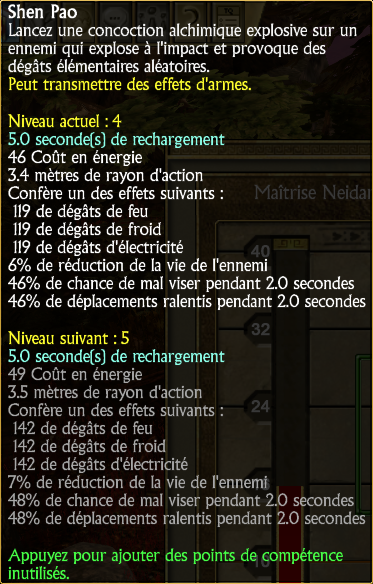 Shen Pao
Lancez une concoction alchimique explosive sur un
ennemi qui explose à l'impact et provoque des
dégâts élémentaires aléatoires.
Peut transmettre des effets d'armes.
Niveau actuel : 4
5.0 seconde(s) de rechargement
46 Coût en énergie
3.4 mètres de rayon d'action
Confère un des effets suivants :
119 de dégâts de feu
119 de dégâts de froid
119 de dégâts d'électricité
6% de réduction de la vie de l'ennemi
46% de chance de mal viser pendant 2.0 secondes
46% de déplacements ralentis pendant 2.0 secondes
Niveau suivant : 5
5.0 seconde(s) de rechargement
49 Coût en énergie
3.5 mètres de rayon d'action
Confère un des effets suivants :
142 de dégâts de feu
142 de dégâts de froid
142 de dégâts d'électricité
7% de réduction de la vie de l'ennemi
48% de chance de mal viser pendant 2.0 secondes
48% de déplacements ralentis pendant 2.0 secondes
Appuyez pour ajouter des points de compétence
inutilisés.
Maîtrise Neidan
40
32
24
16